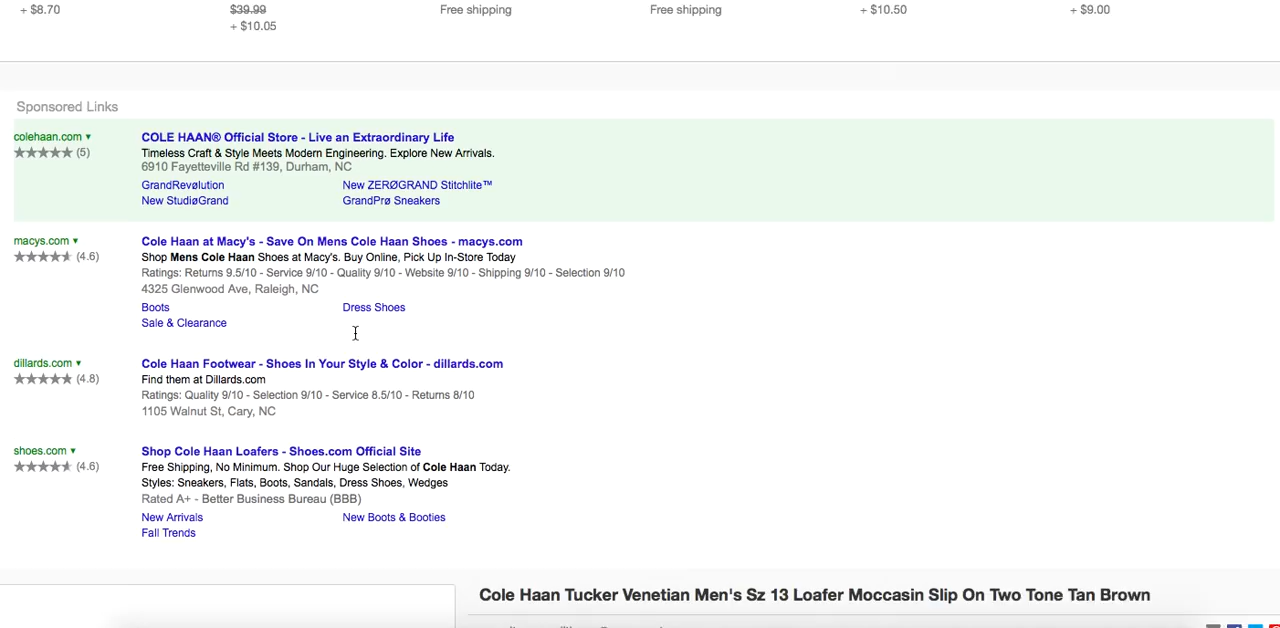 + $8.70
$39.99
+ $10.05
Free shipping
Free shipping
+ $10.50
+ $9.00
Sponsored Links
colehaan.com ▾
★★★★★ (5)
COLE HAAN® Official Store - Live an Extraordinary Life
Timeless Craft & Style Meets Modern Engineering. Explore New Arrivals.
6910 Fayetteville Rd #139, Durham, NC
GrandRevølution
New ZERØGRAND Stitchlite™
New StudiøGrand
GrandPrø Sneakers
macys.com ▾
(4.6)
Cole Haan at Macy's - Save On Mens Cole Haan Shoes - macys.com
Shop Mens Cole Haan Shoes at Macy's. Buy Online, Pick Up In-Store Today
Ratings: Returns 9.5/10 - Service 9/10 - Quality 9/10 - Website 9/10 - Shipping 9/10 - Selection 9/10
4325 Glenwood Ave, Raleigh, NC
Boots
Dress Shoes
Sale & Clearance
dillards.com ▾
(4.8)
Cole Haan Footwear - Shoes In Your Style & Color - dillards.com
Find them at Dillards.com
Ratings: Quality 9/10 - Selection 9/10 - Service 8.5/10 - Returns 8/10
1105 Walnut St, Cary, NC
shoes.com ▾
(4.6)
Shop Cole Haan Loafers - Shoes.com Official Site
Free Shipping, No Minimum. Shop Our Huge Selection of Cole Haan Today.
Styles: Sneakers, Flats, Boots, Sandals, Dress Shoes, Wedges
Rated A+ - Better Business Bureau (BBB)
New Arrivals
New Boots & Booties
Fall Trends
Cole Haan Tucker Venetian Men's Sz 13 Loafer Moccasin Slip On Two Tone Tan Brown